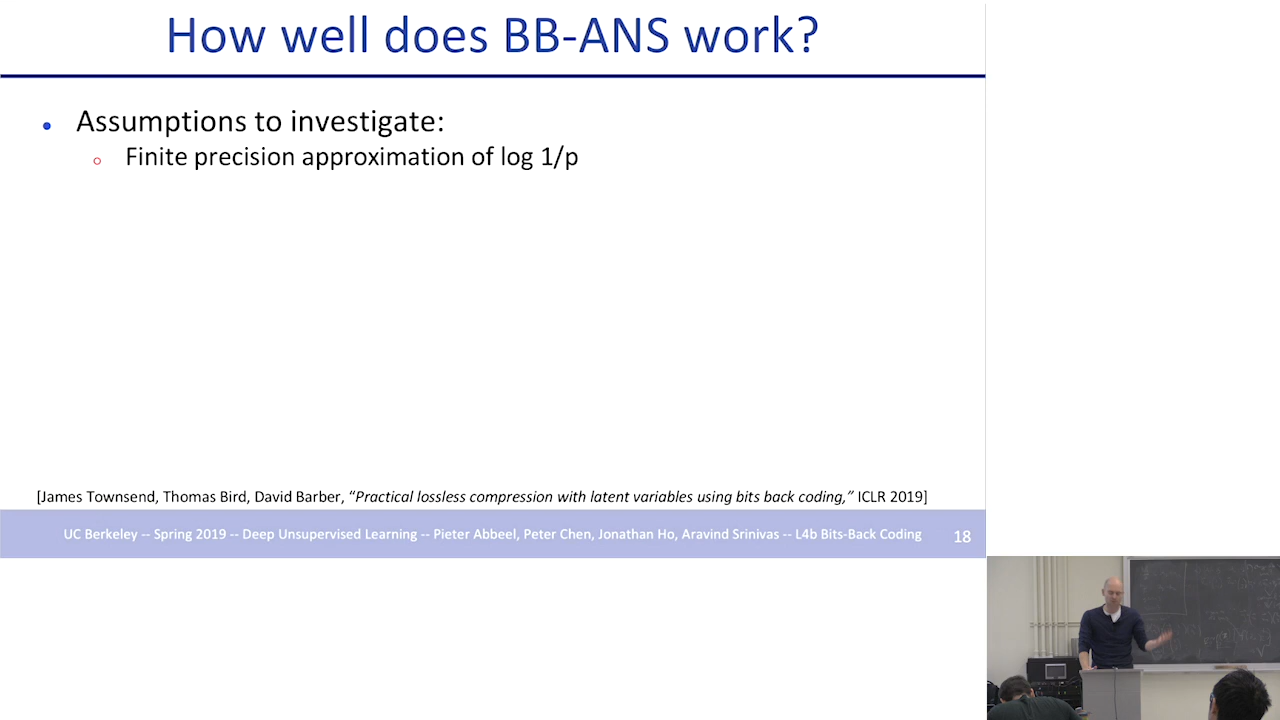 How well does BB-ANS work?
Assumptions to investigate:
Finite precision approximation of log 1/p
[James Townsend, Thomas Bird, David Barber, “Practical lossless compression with latent variables using bits back coding,” ICLR 2019]
UC Berkeley -- Spring 2019 -- Deep Unsupervised Learning -- Pieter Abbeel, Peter Chen, Jonathan Ho, Aravind Srinivas -- L4b Bits-Back Coding 18